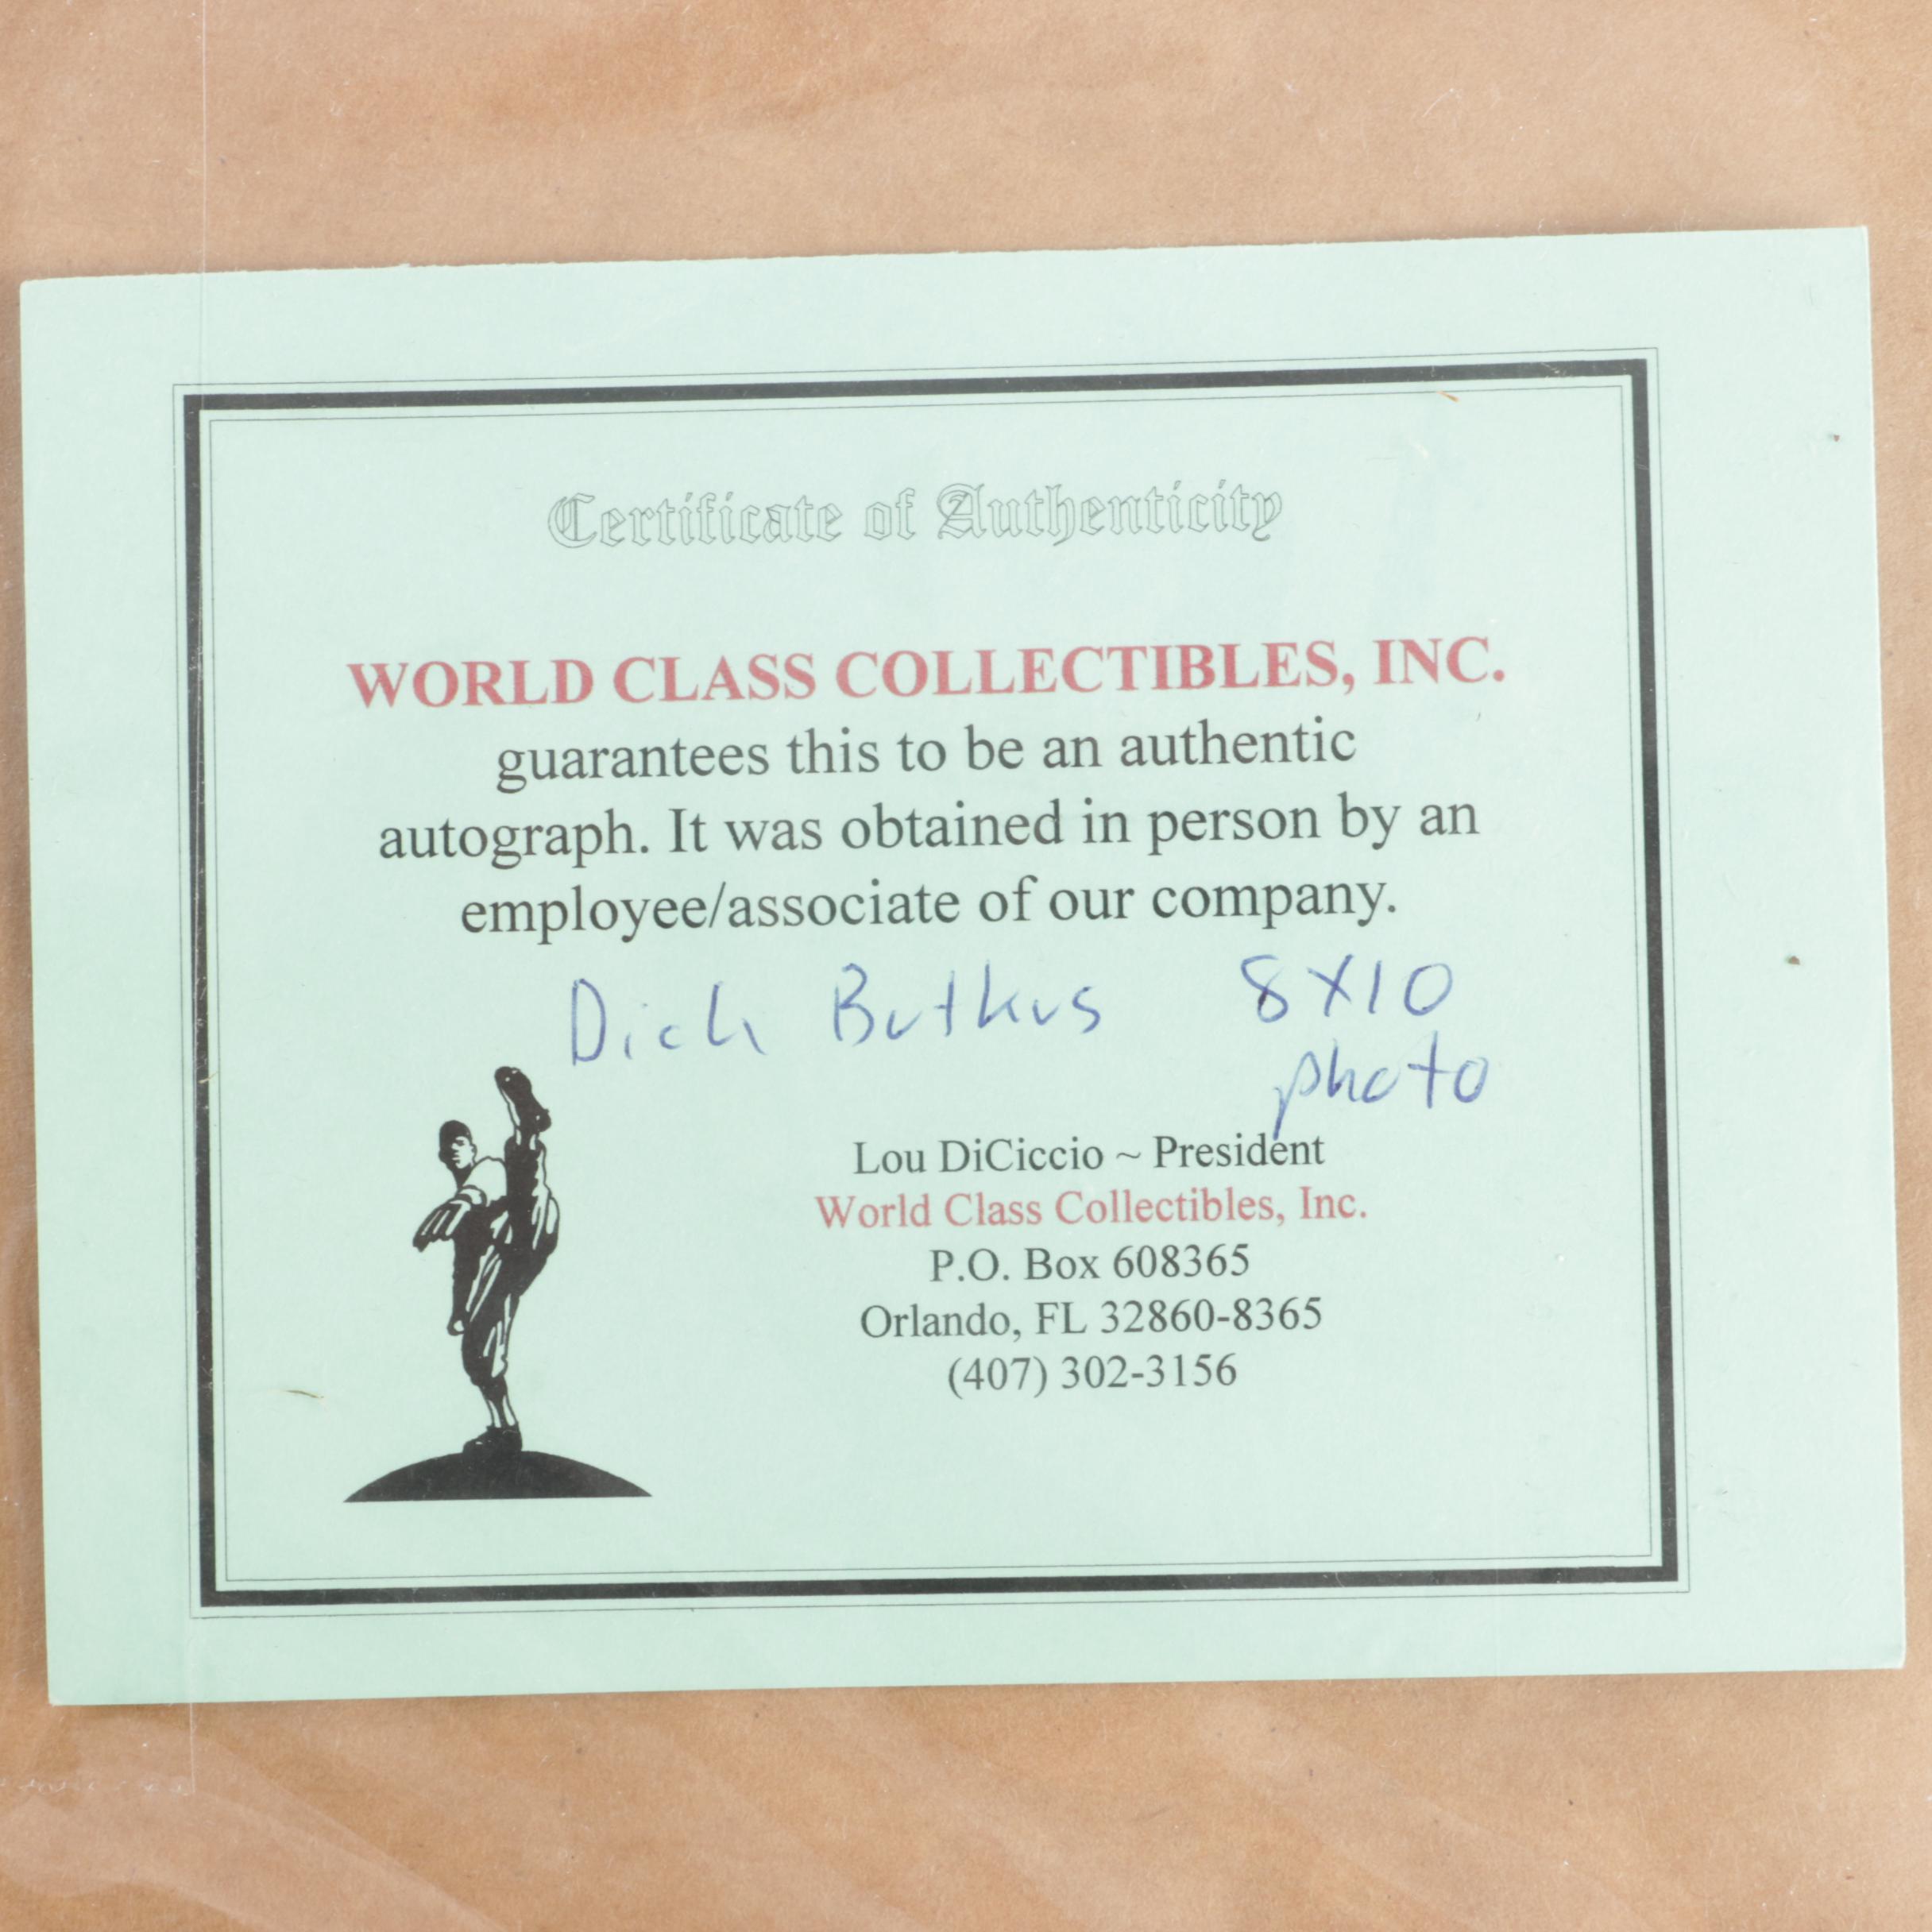 Certificate of Authenticity
WORLD CLASS COLLECTIBLES, INC.
guarantees this to be an authentic
autograph. It was obtained in person by an
employee/associate of our company.
Dick Butkus 8X10
photo
Lou DiCiccio ~ President
World Class Collectibles, Inc.
P.O. Box 608365
Orlando, FL 32860-8365
(407) 302-3156